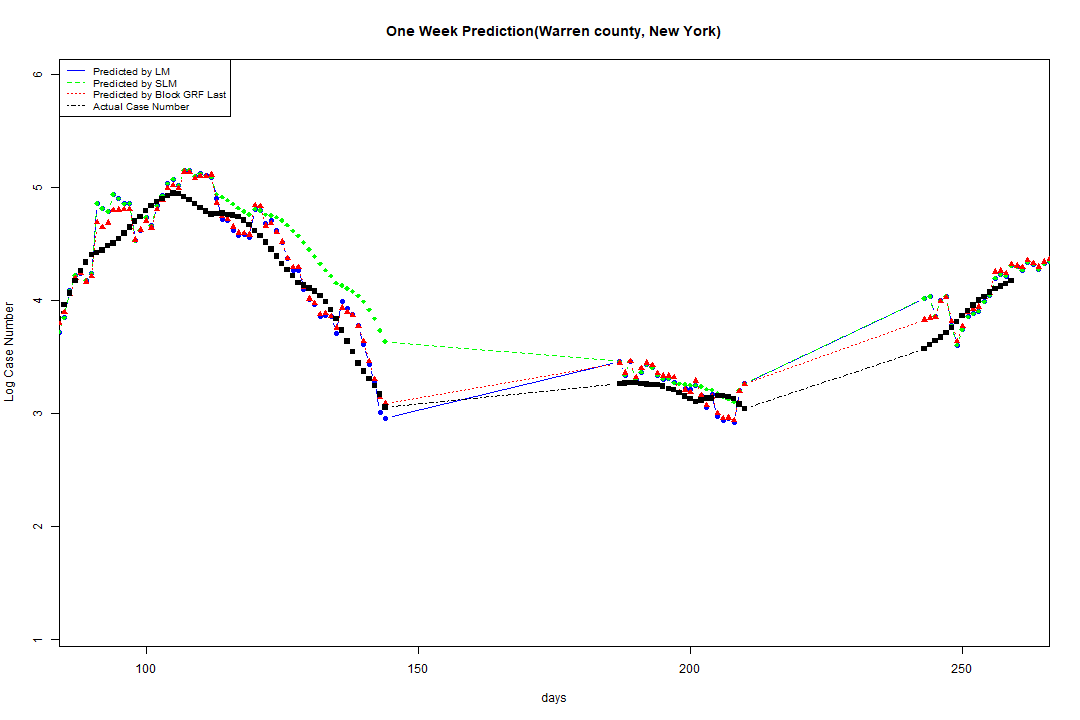 One Week Prediction(Warren county, New York)
Predicted by LM
Predicted by SLM
Predicted by Block GRF Last
Actual Case Number
6
5
4
3
2
1
Log Case Number
100
150
200
250
days